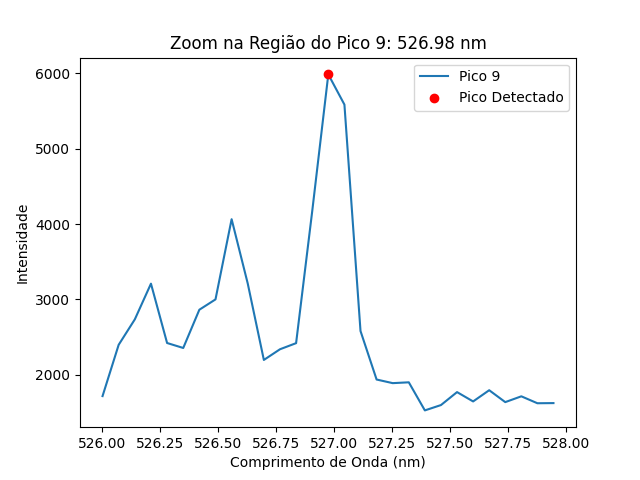 Zoom na Região do Pico 9: 526.98 nm
Pico 9
Pico Detectado
6000
5000
4000
3000
2000
Intensidade
526.00 526.25 526.50 526.75 527.00 527.25 527.50 527.75 528.00
Comprimento de Onda (nm)